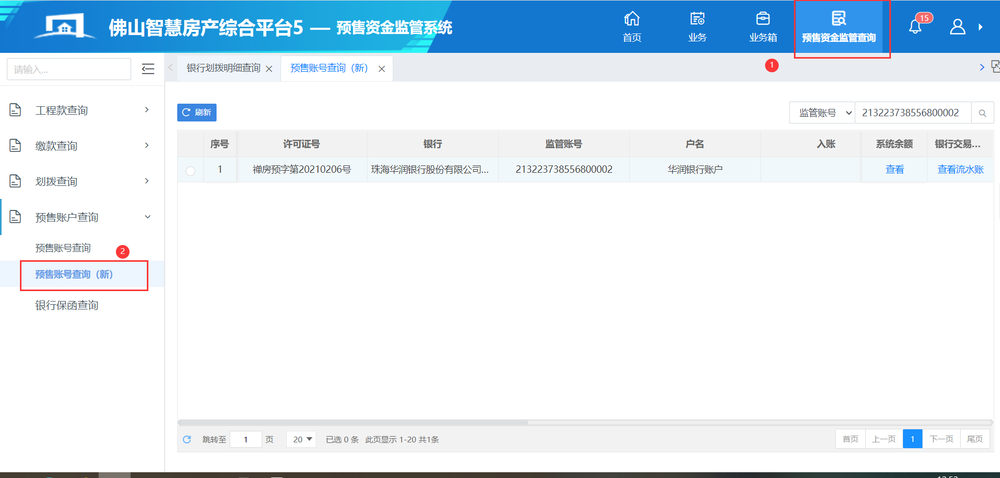 佛山智慧房产综合平台5 — 预售资金监管系统
首页
业务
业务箱
预售资金监管查询
15
请输入...
银行划拨明细查询
预售账号查询（新）
1
工程款查询
缴款查询
划拨查询
预售账户查询
预售账号查询
2
预售账号查询（新）
银行保函查询
刷新
监管账号 213223738556800002
序号 许可证号 银行 监管账号 户名 入账 系统余额 银行交易...
1 禅房预字第20210206号 珠海华润银行股份有限公司... 213223738556800002 华润银行账户 查看 查看流水账
跳转至 1 页 20 已选 0 条 此页显示 1-20 共1条
首页 上一页 1 下一页 尾页